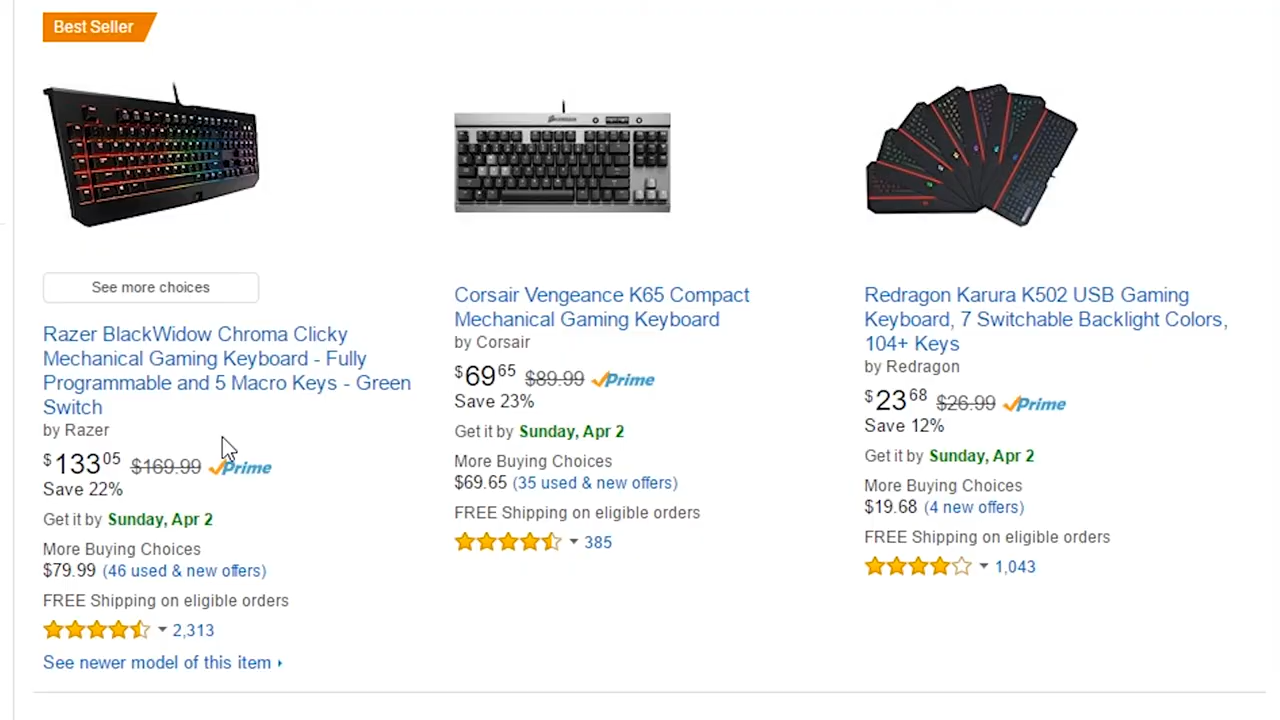 Best Seller
See more choices
Razer BlackWidow Chroma Clicky
Mechanical Gaming Keyboard - Fully
Programmable and 5 Macro Keys - Green
Switch
by Razer
$133.05 $169.99 Prime
Save 22%
Get it by Sunday, Apr 2
More Buying Choices
$79.99 (46 used & new offers)
FREE Shipping on eligible orders
2,313
See newer model of this item
Corsair Vengeance K65 Compact
Mechanical Gaming Keyboard
by Corsair
$69.65 $89.99 Prime
Save 23%
Get it by Sunday, Apr 2
More Buying Choices
$69.65 (35 used & new offers)
FREE Shipping on eligible orders
385
Redragon Karura K502 USB Gaming
Keyboard, 7 Switchable Backlight Colors,
104+ Keys
by Redragon
$23.68 $26.99 Prime
Save 12%
Get it by Sunday, Apr 2
More Buying Choices
$19.68 (4 new offers)
FREE Shipping on eligible orders
1,043